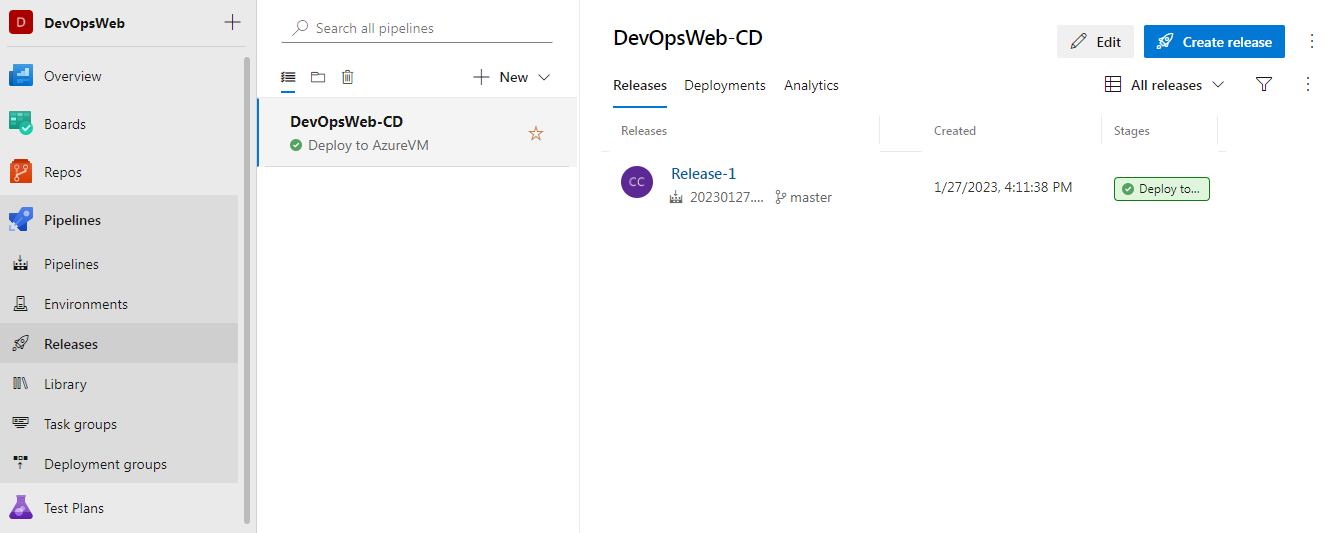 D DevOpsWeb
Overview
Boards
Repos
Pipelines
Pipelines
Environments
Releases
Library
Task groups
Deployment groups
Test Plans
Search all pipelines
New
DevOpsWeb-CD
Deploy to AzureVM
DevOpsWeb-CD
Edit
Create release
Releases Deployments Analytics
All releases
Releases Created Stages
CC
Release-1
20230127.... master
1/27/2023, 4:11:38 PM
Deploy to...